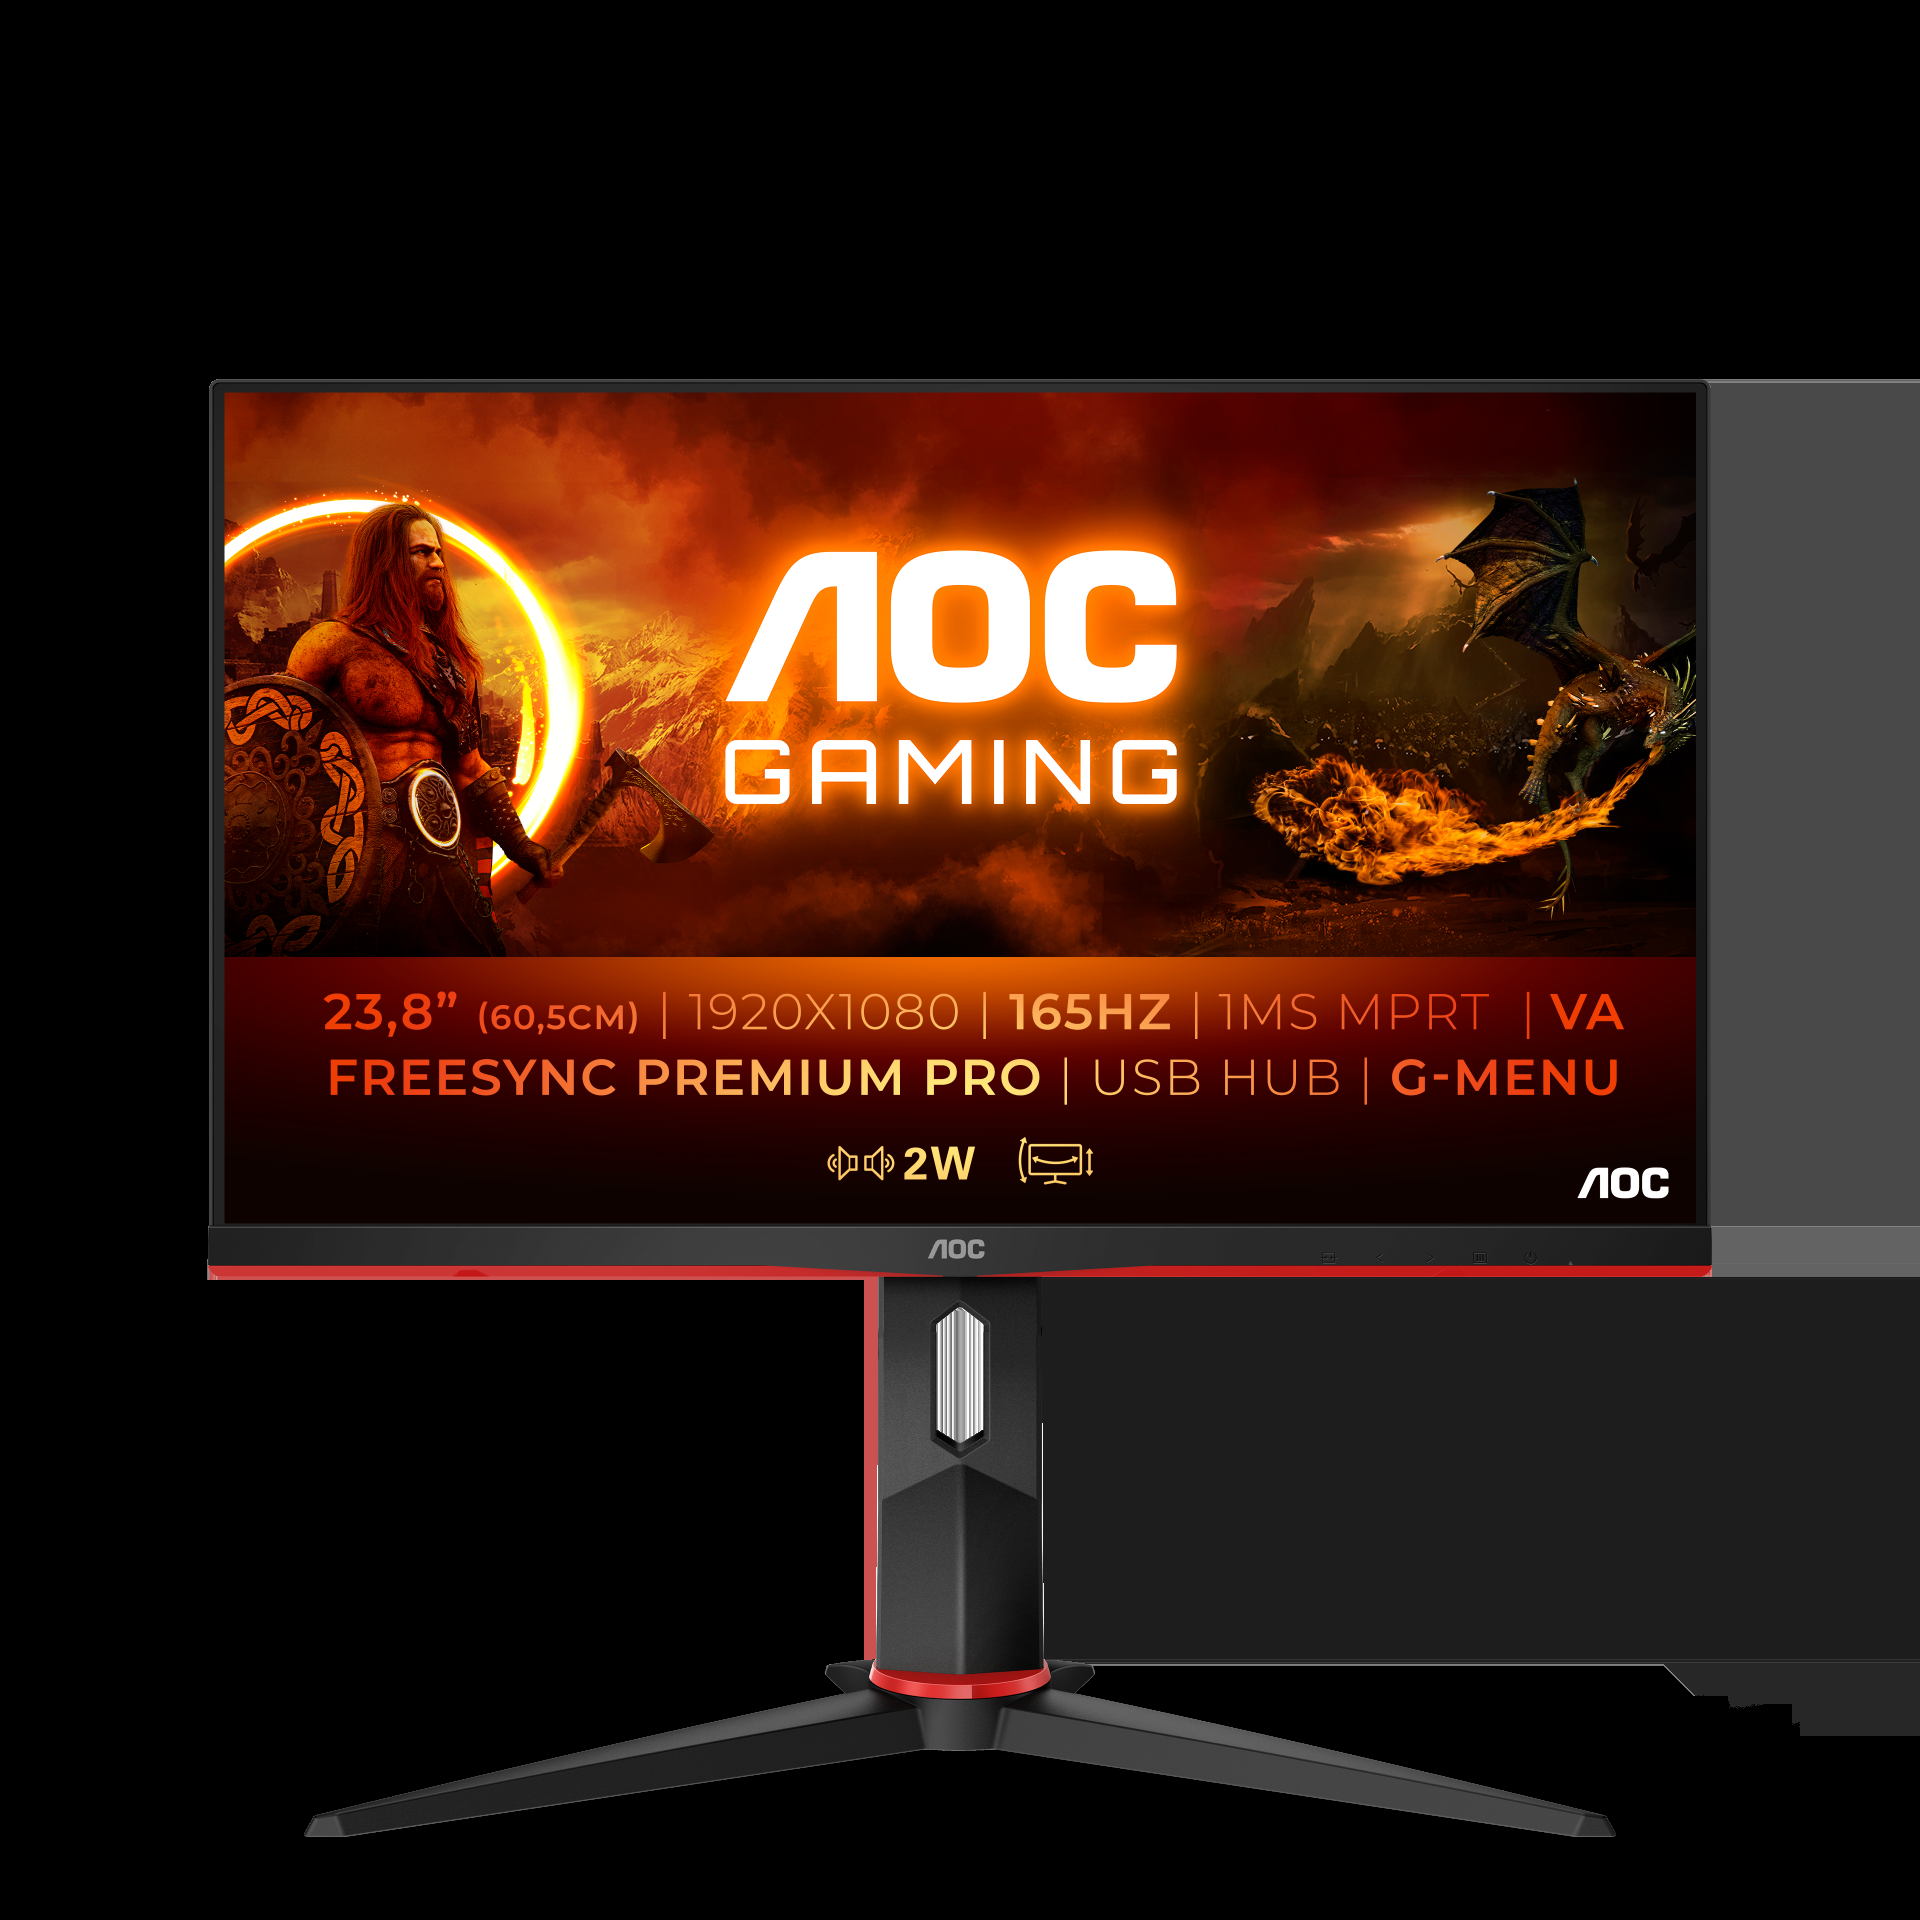 AOC
GAMING
23,8” (60,5CM) | 1920X1080 | 165HZ | 1MS MPRT | VA
FREESYNC PREMIUM PRO | USB HUB | G-MENU
2W
AOC
AOC